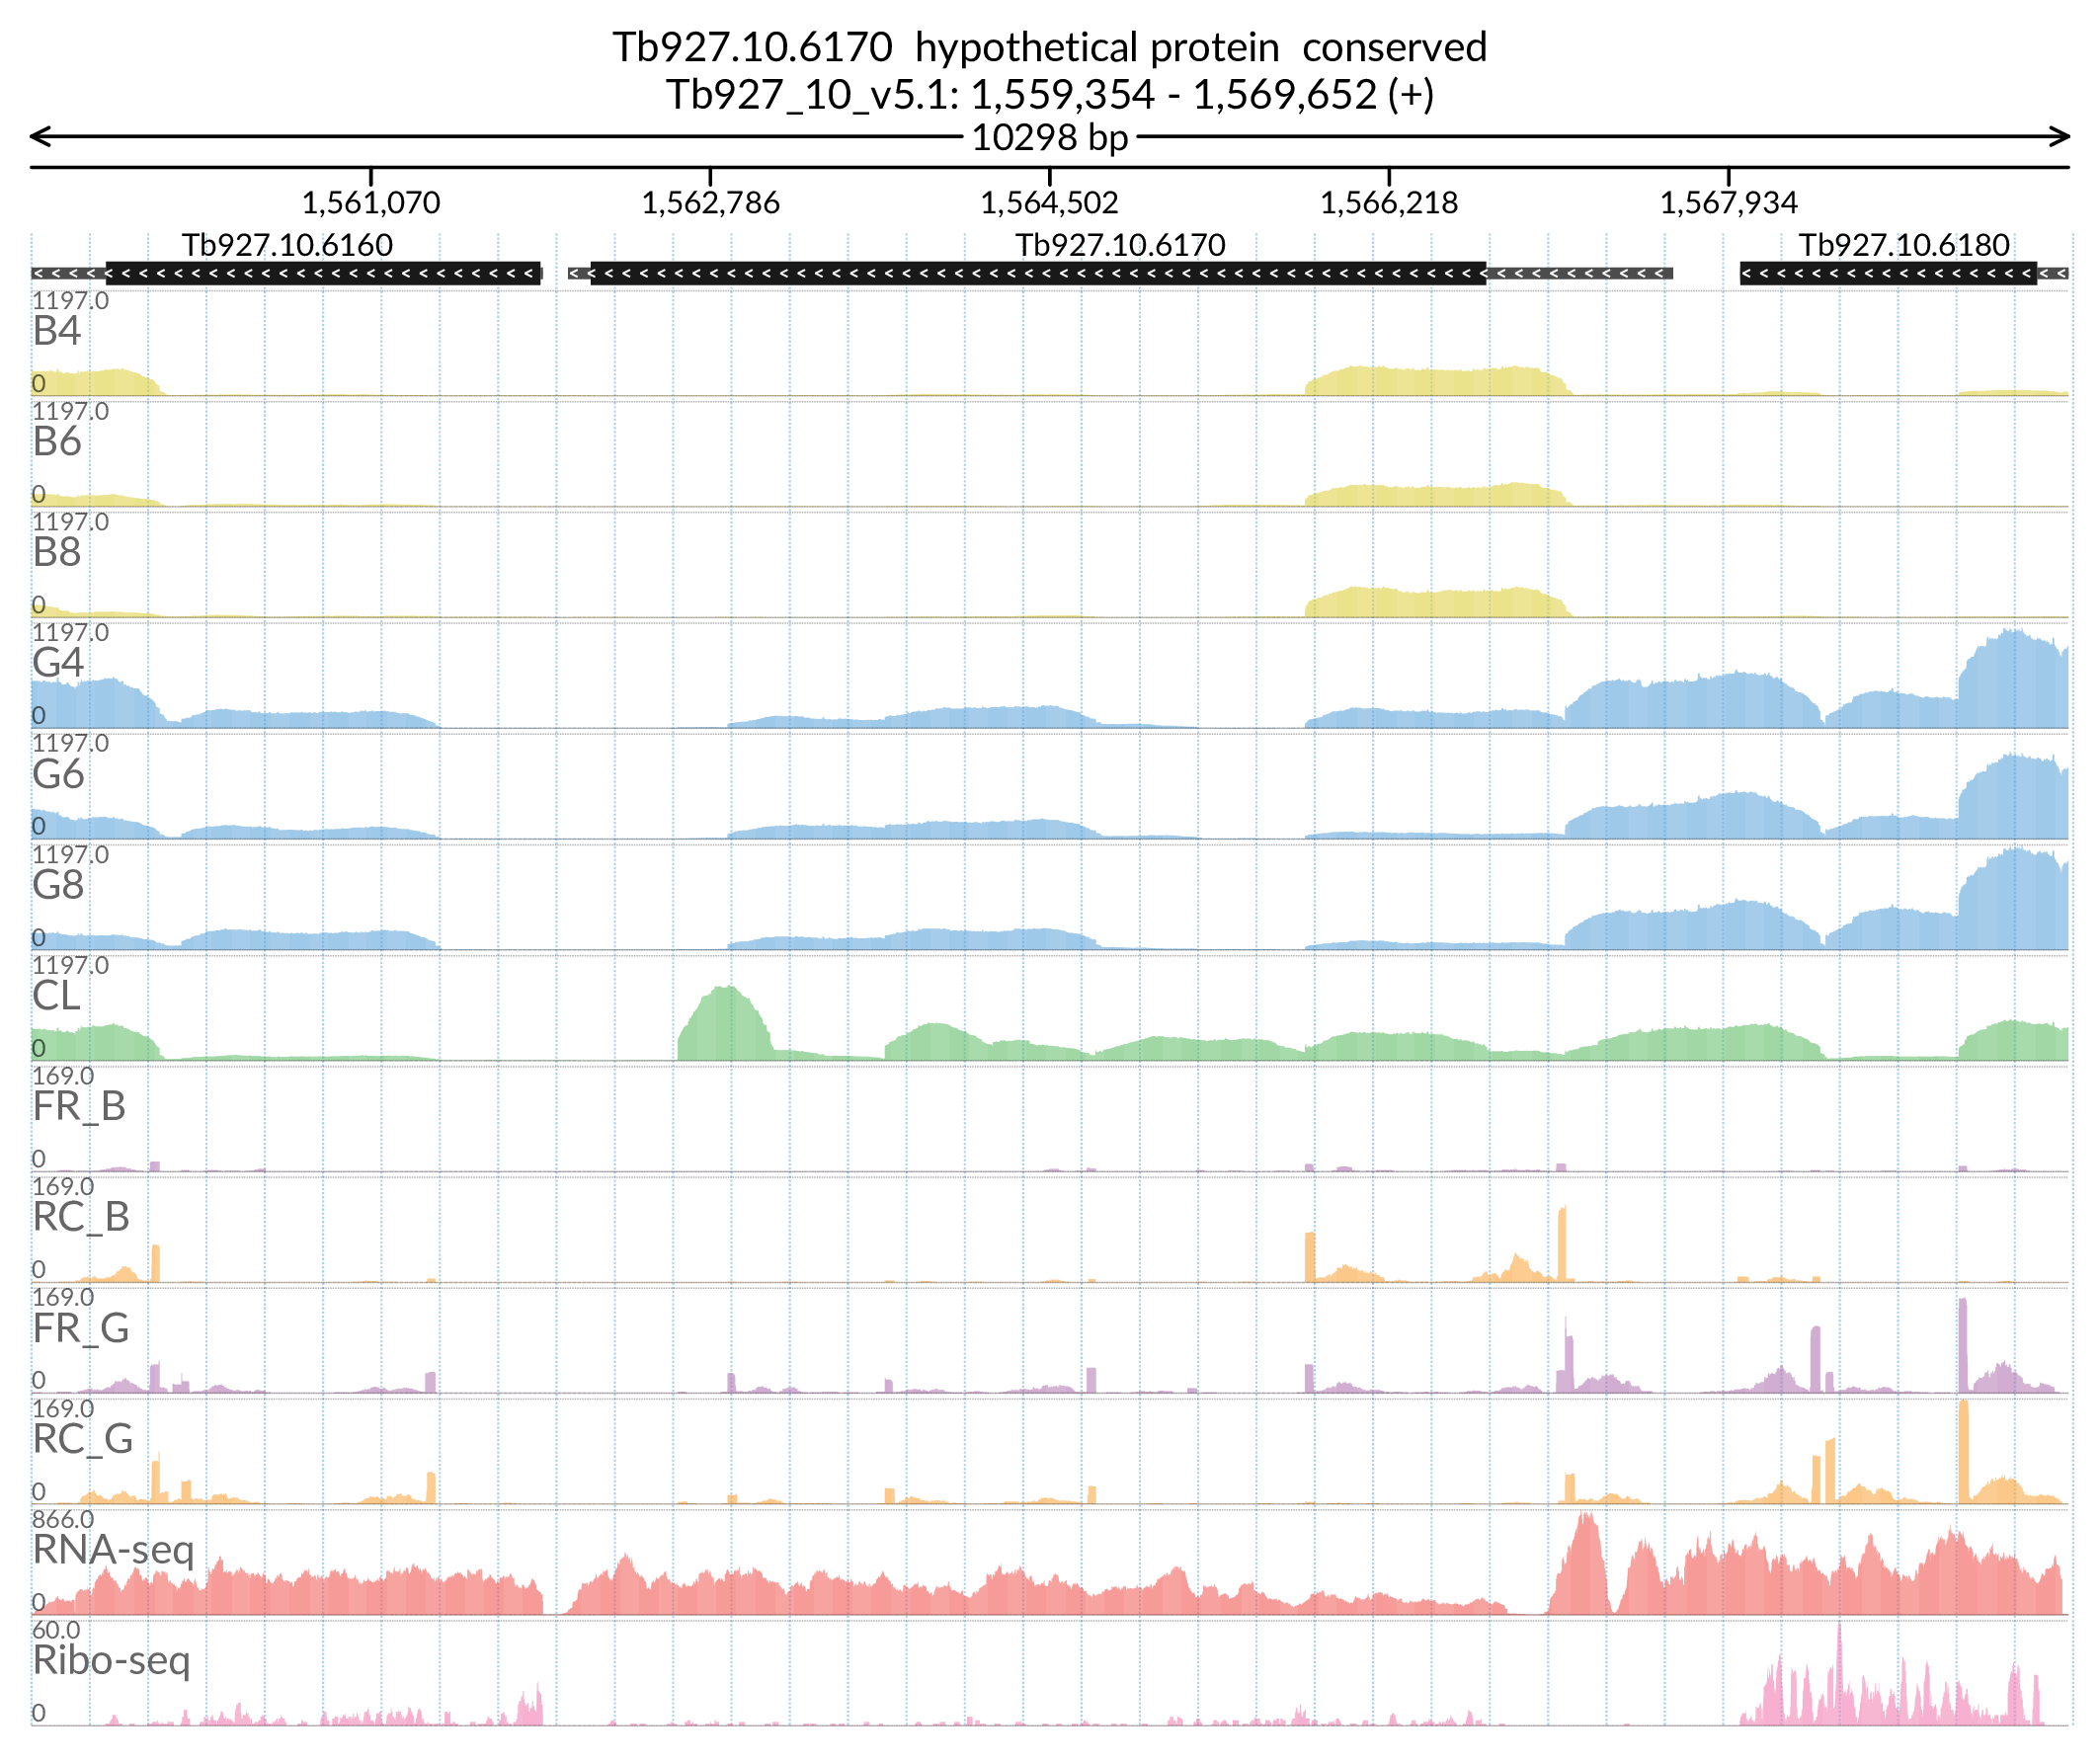 Tb927.10.6170  hypothetical protein  conserved
Tb927_10_v5.1: 1,559,354 - 1,569,652 (+)
10298 bp
1,561,070 1,562,786 1,564,502 1,566,218 1,567,934
Tb927.10.6160 Tb927.10.6170 Tb927.10.6180
1197.0
B4
0
1197.0
B6
0
1197.0
B8
0
1197.0
G4
0
1197.0
G6
0
1197.0
G8
0
1197.0
CL
0
169.0
FR_B
0
169.0
RC_B
0
169.0
FR_G
0
169.0
RC_G
0
866.0
RNA-seq
0
60.0
Ribo-seq
0